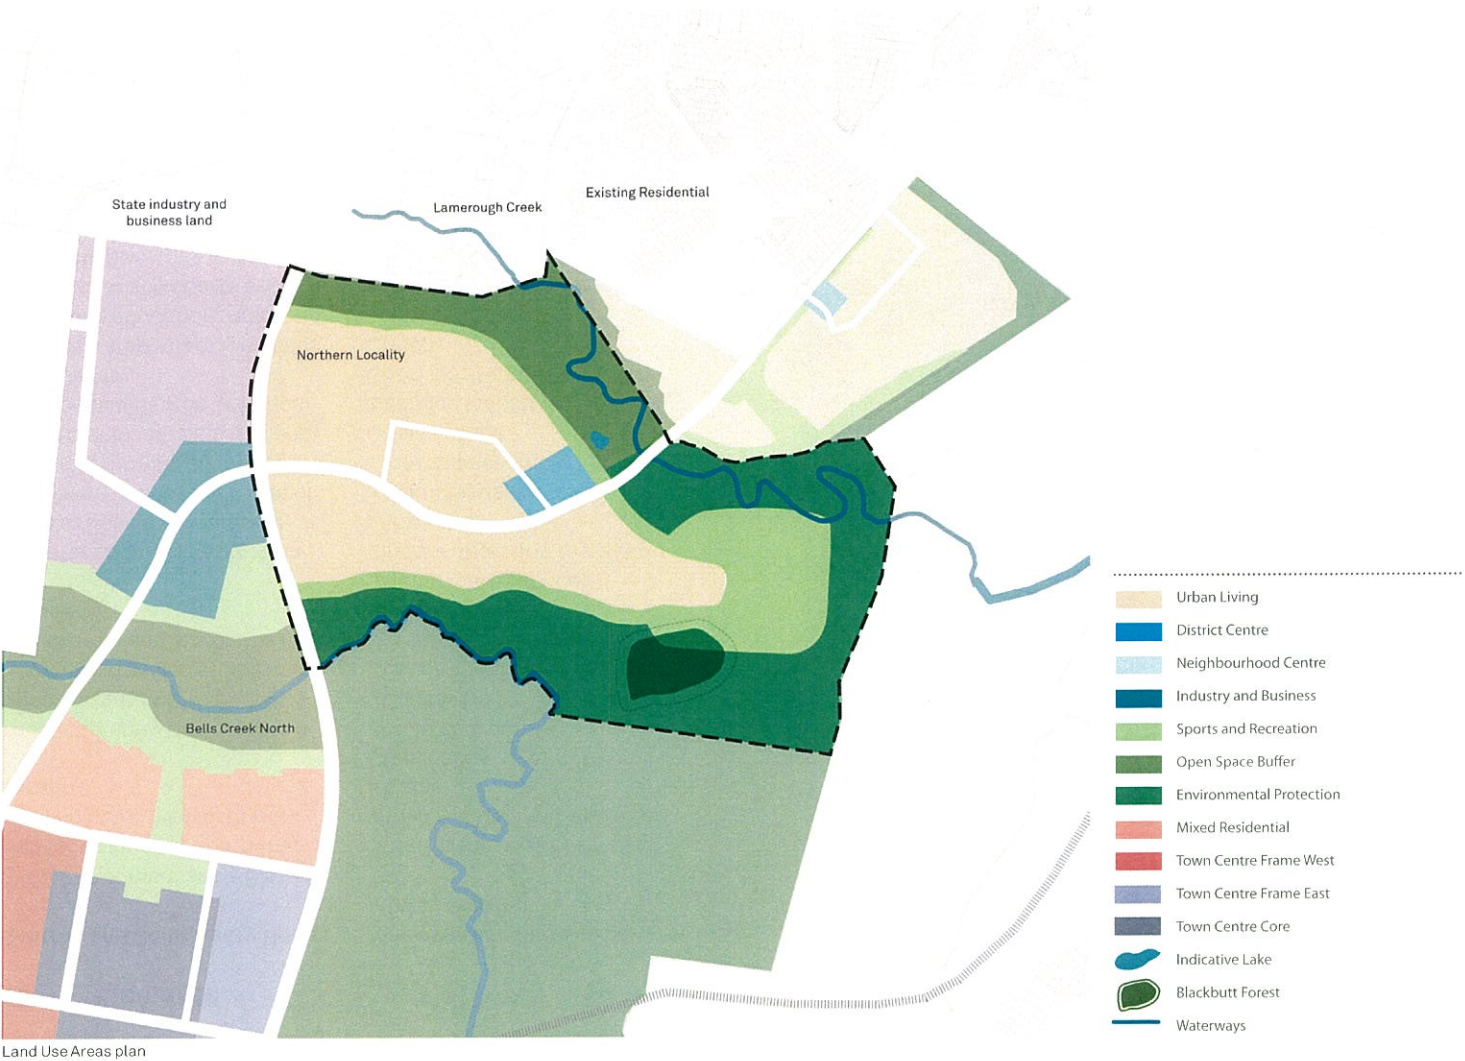 State industry and
business land
Lamerough Creek
Existing Residential
Northern Locality
Bells Creek North
Urban Living
District Centre
Neighbourhood Centre
Industry and Business
Sports and Recreation
Open Space Buffer
Environmental Protection
Mixed Residential
Town Centre Frame West
Town Centre Frame East
Town Centre Core
Indicative Lake
Blackbutt Forest
Waterways
Land Use Areas plan